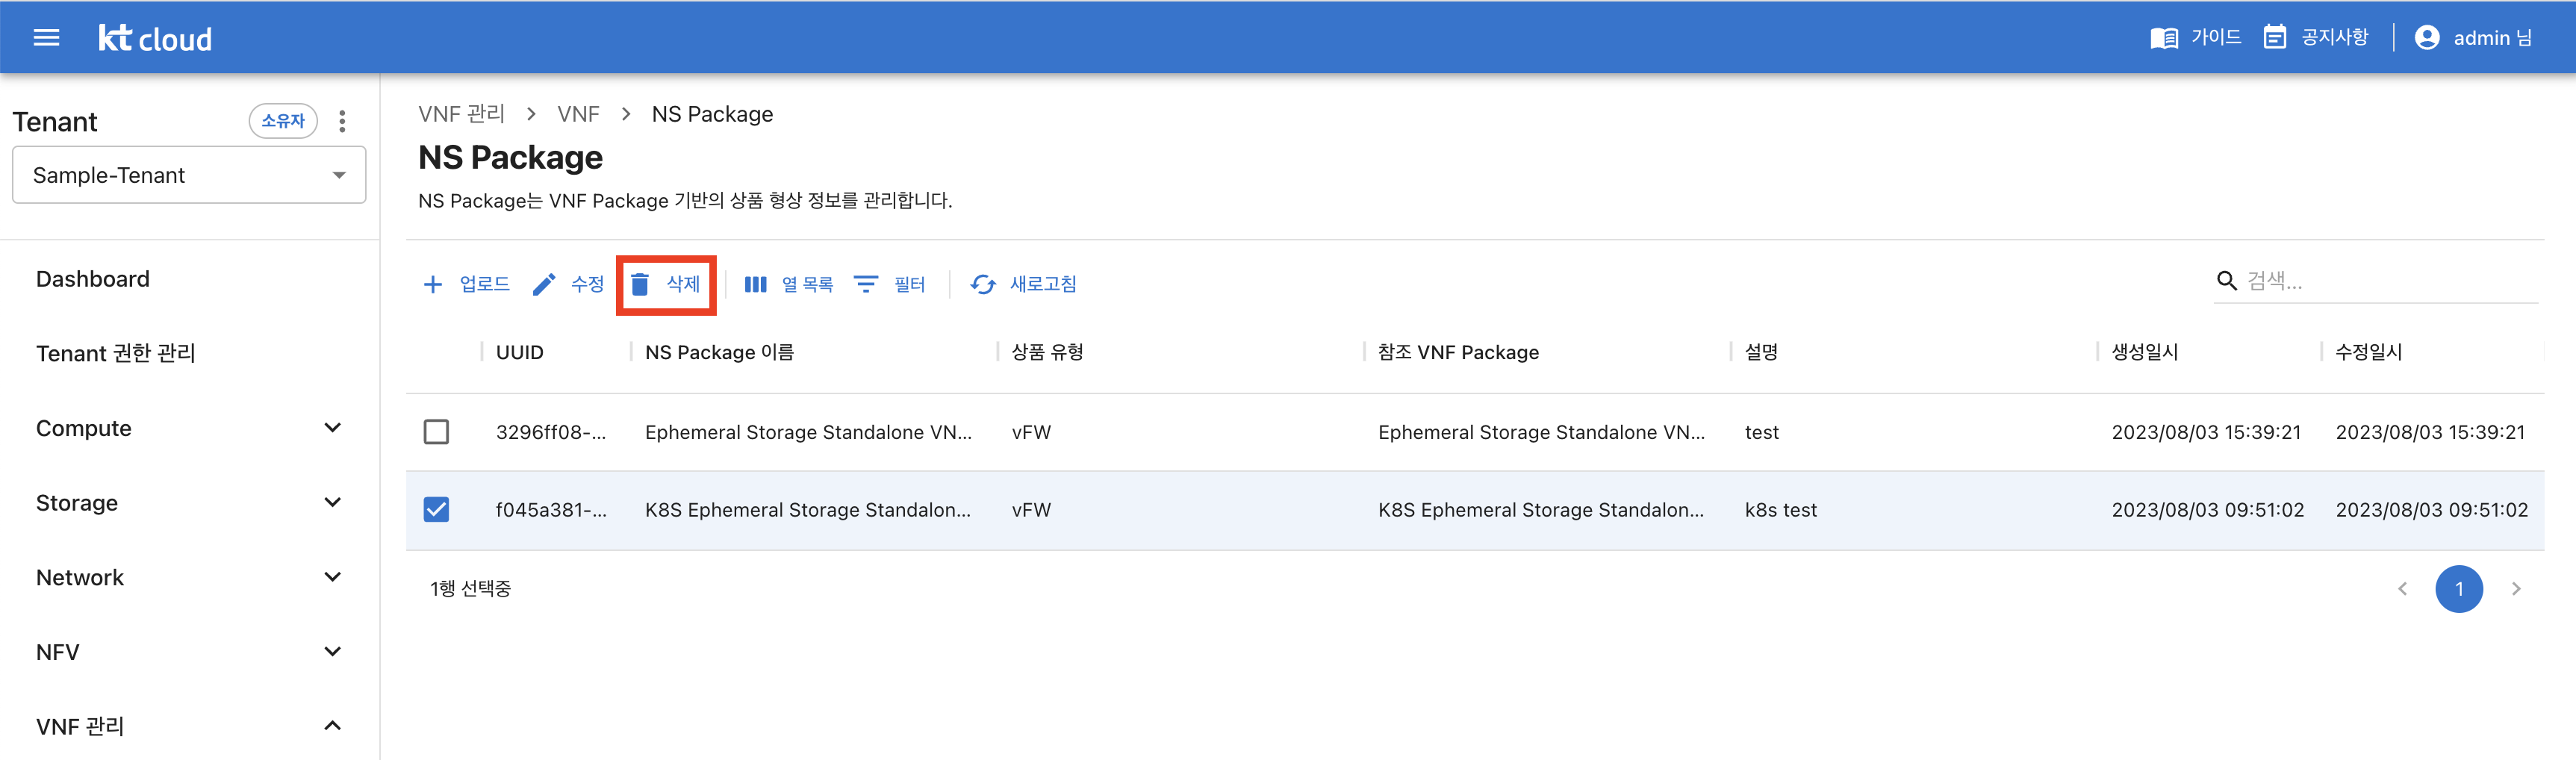 kt cloud
가이드
공지사항
admin 님
Tenant
소유자
Sample-Tenant
Dashboard
Tenant 권한 관리
Compute
Storage
Network
NFV
VNF 관리
VNF 관리 > VNF > NS Package
NS Package
NS Package는 VNF Package 기반의 상품 형상 정보를 관리합니다.
+ 업로드 수정 삭제 열 목록 필터 새로고침
검색...
UUID NS Package 이름 상품 유형 참조 VNF Package 설명 생성일시 수정일시
3296ff08-... Ephemeral Storage Standalone VN... vFW Ephemeral Storage Standalone VN... test 2023/08/03 15:39:21 2023/08/03 15:39:21
f045a381-... K8S Ephemeral Storage Standalon... vFW K8S Ephemeral Storage Standalon... k8s test 2023/08/03 09:51:02 2023/08/03 09:51:02
1행 선택중
< 1 >